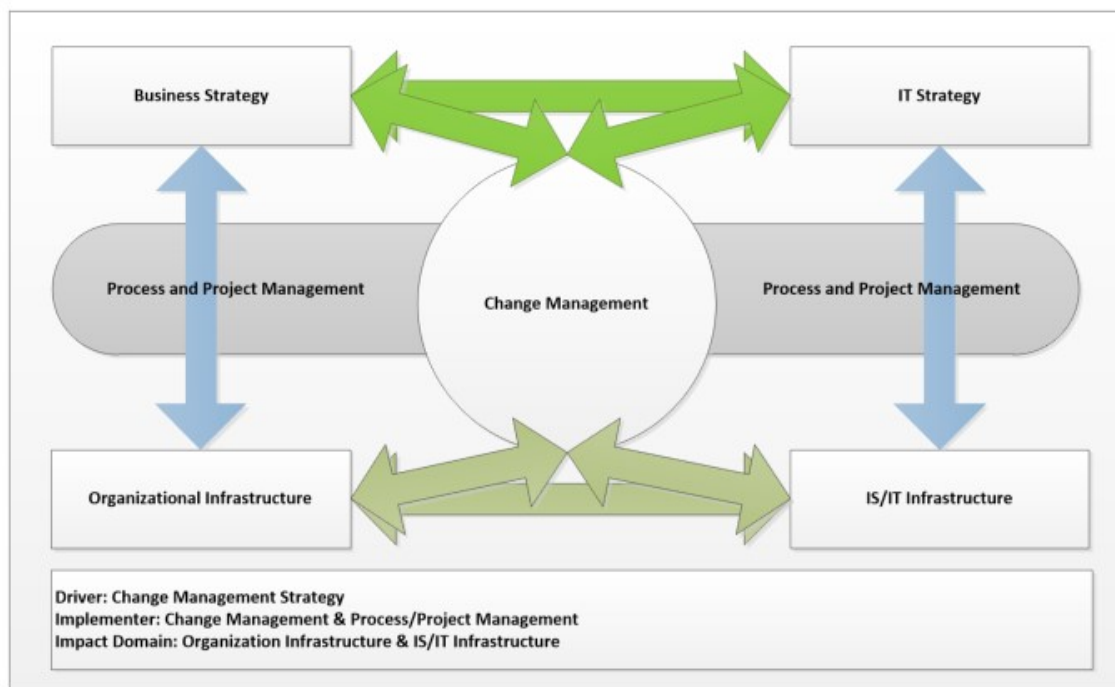 Business Strategy
IT Strategy
Process and Project Management
Change Management
Process and Project Management
Organizational Infrastructure
IS/IT Infrastructure
Driver: Change Management Strategy
Implementer: Change Management & Process/Project Management
Impact Domain: Organization Infrastructure & IS/IT Infrastructure